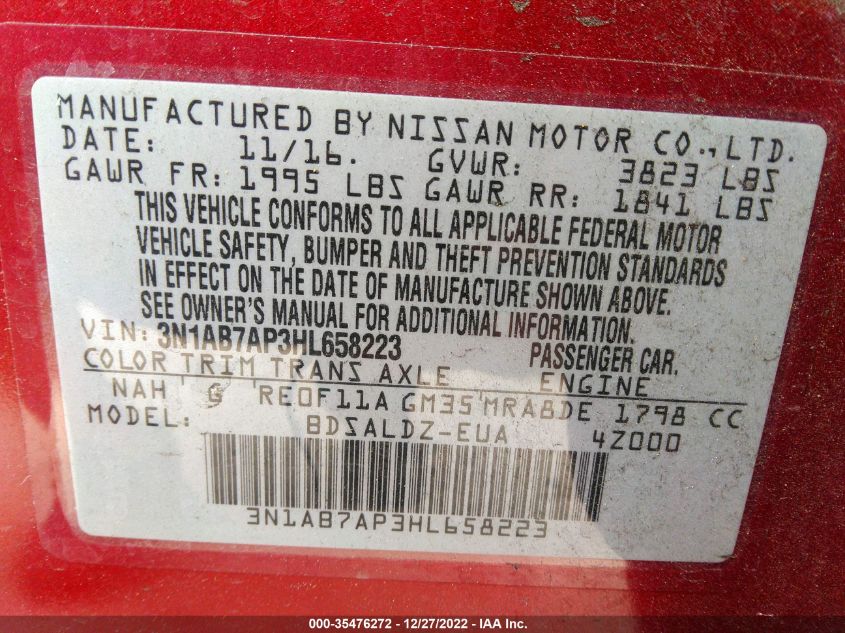 MANUFACTURED BY NISSAN MOTOR CO.,LTD.
DATE: 11/16. GVWR: 3823 LBS
GAWR FR: 1995 LBS GAWR RR: 1841 LBS
THIS VEHICLE CONFORMS TO ALL APPLICABLE FEDERAL MOTOR
VEHICLE SAFETY, BUMPER AND THEFT PREVENTION STANDARDS
IN EFFECT ON THE DATE OF MANUFACTURE SHOWN ABOVE.
SEE OWNER'S MANUAL FOR ADDITIONAL INFORMATION.
VIN: 3N1AB7AP3HL658223 PASSENGER CAR.
COLOR TRIM TRANS AXLE ENGINE
NAH G RE0F11A GM35 MRA8DE 1798 CC
MODEL: BDSALDZ-EUA 4Z000
3N1AB7AP3HL658223
000-35476272 - 12/27/2022 - IAA Inc.